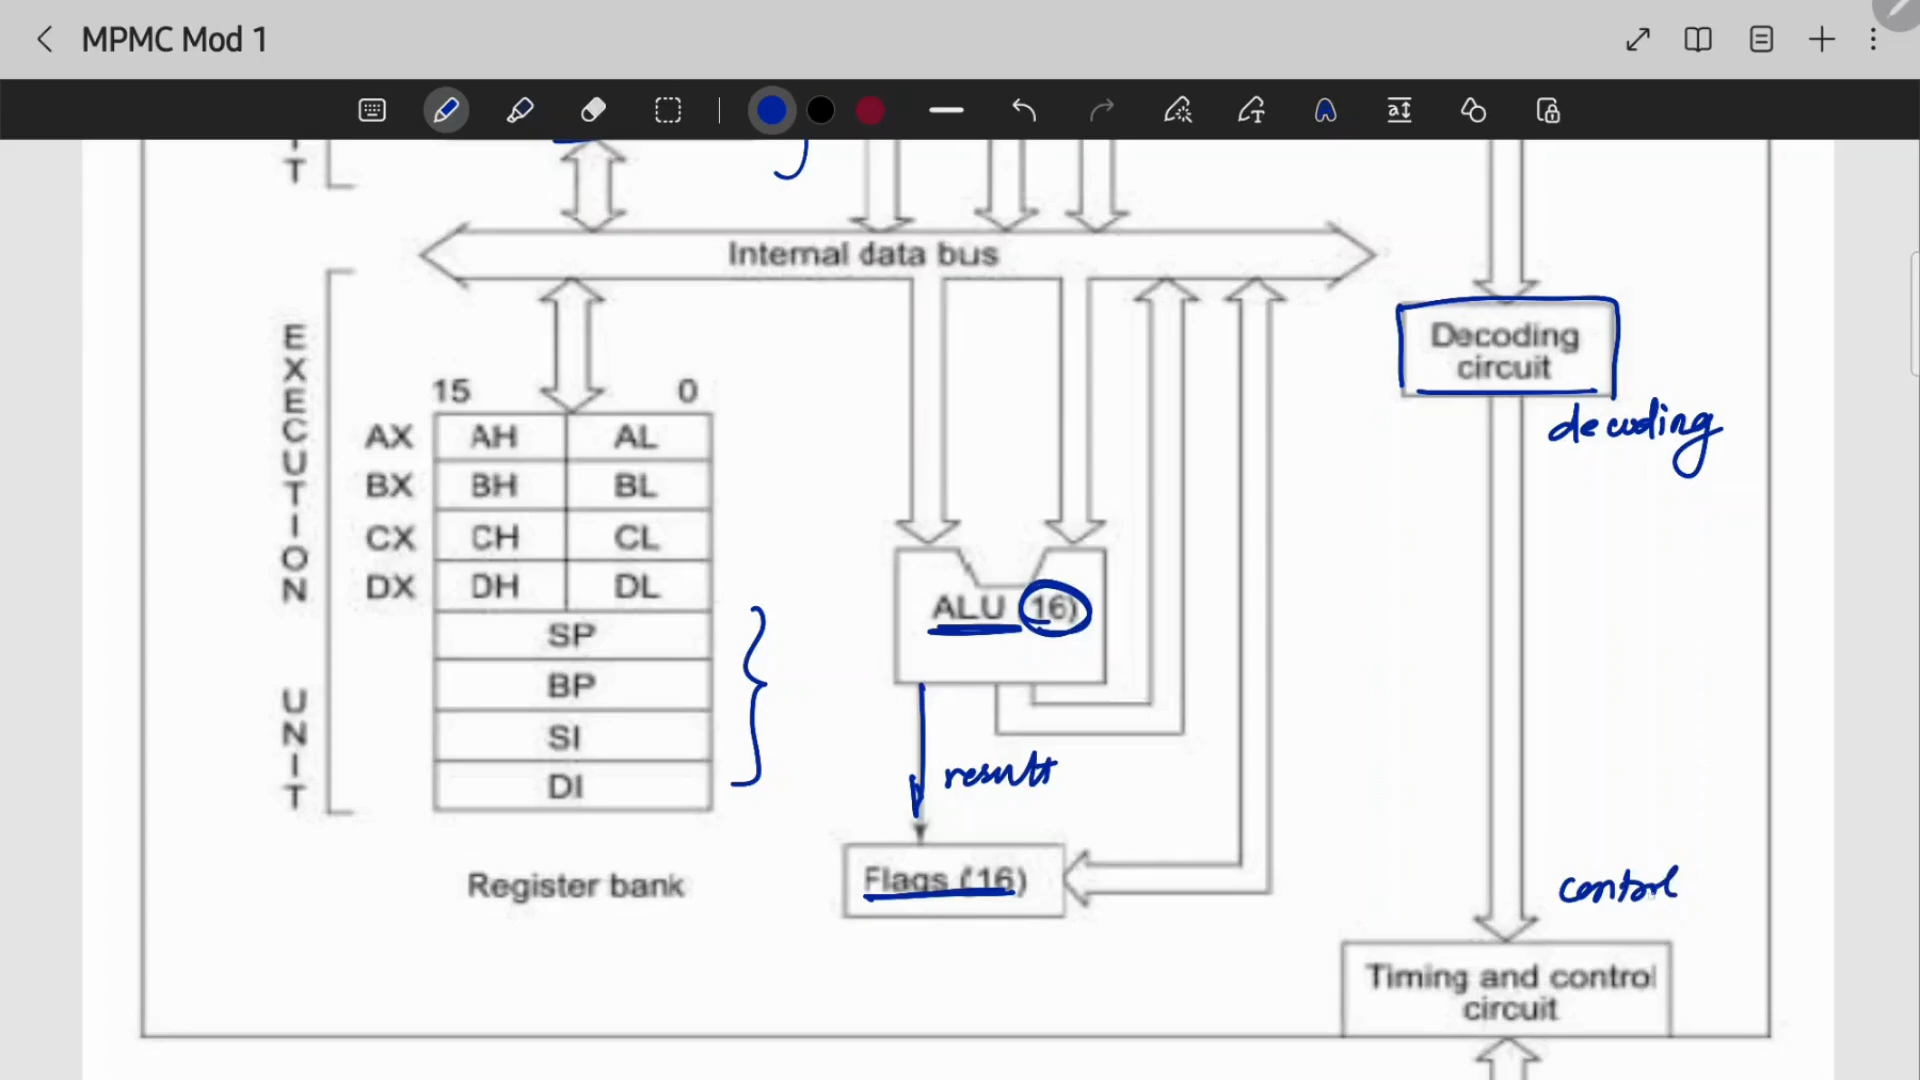 MPMC Mod 1
T
Internal data bus
EXECUTION UNIT
Decoding
circuit
decoding
15 0
AX AH AL
BX BH BL
CX CH CL
DX DH DL
SP
BP
SI
DI
Register bank
ALU (16)
result
Flags (16)
control
Timing and control
circuit